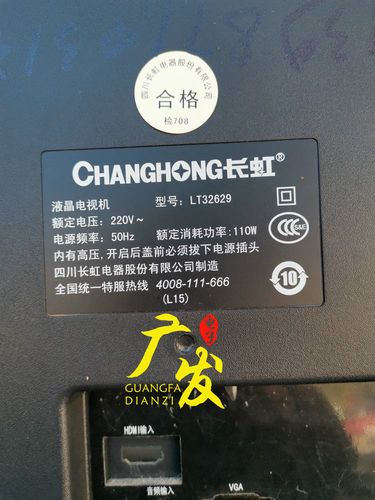 四川长虹电器股份有限公司
合格
检708
CHANGHONG长虹®
液晶电视机 型号: LT32629
额定电压: 220V~
电源频率: 50Hz 额定消耗功率: 110W
内有高压, 开启后盖前必须拔下电源插头
四川长虹电器股份有限公司制造
全国统一特服热线 4008-111-666
(L15)
CCC S&E
10
广发
电子
GUANGFA
DIANZI
HDMI输入
音频输入
VGA